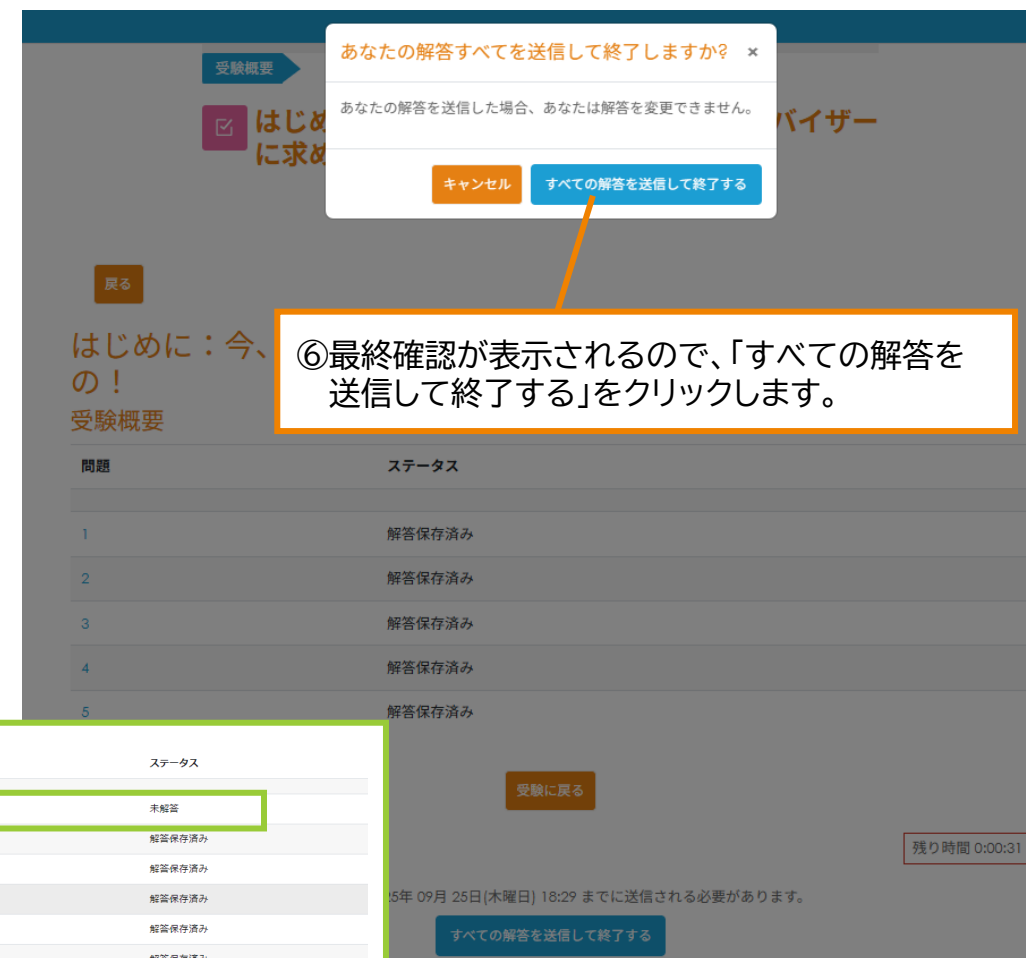 あなたの解答すべてを送信して終了しますか? ×
受験概要
あなたの解答を送信した場合、あなたは解答を変更できません。
はじめ
バイザー
に求め
キャンセル
すべての解答を送信して終了する
戻る
はじめに：今、
の！
⑥最終確認が表示されるので、「すべての解答を
送信して終了する」をクリックします。
受験概要
問題 ステータス
1 解答保存済み
2 解答保存済み
3 解答保存済み
4 解答保存済み
5 解答保存済み
ステータス
未解答
解答保存済み
解答保存済み
解答保存済み
解答保存済み
解答保存済み
受験に戻る
残り時間 0:00:31
5年 09月 25日(木曜日) 18:29 までに送信される必要があります。
すべての解答を送信して終了する